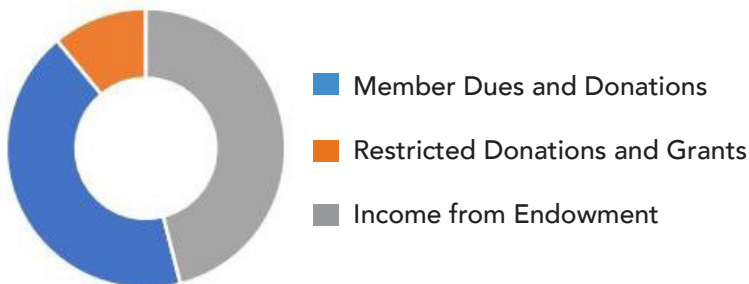 Member Dues and Donations
Restricted Donations and Grants
Income from Endowment